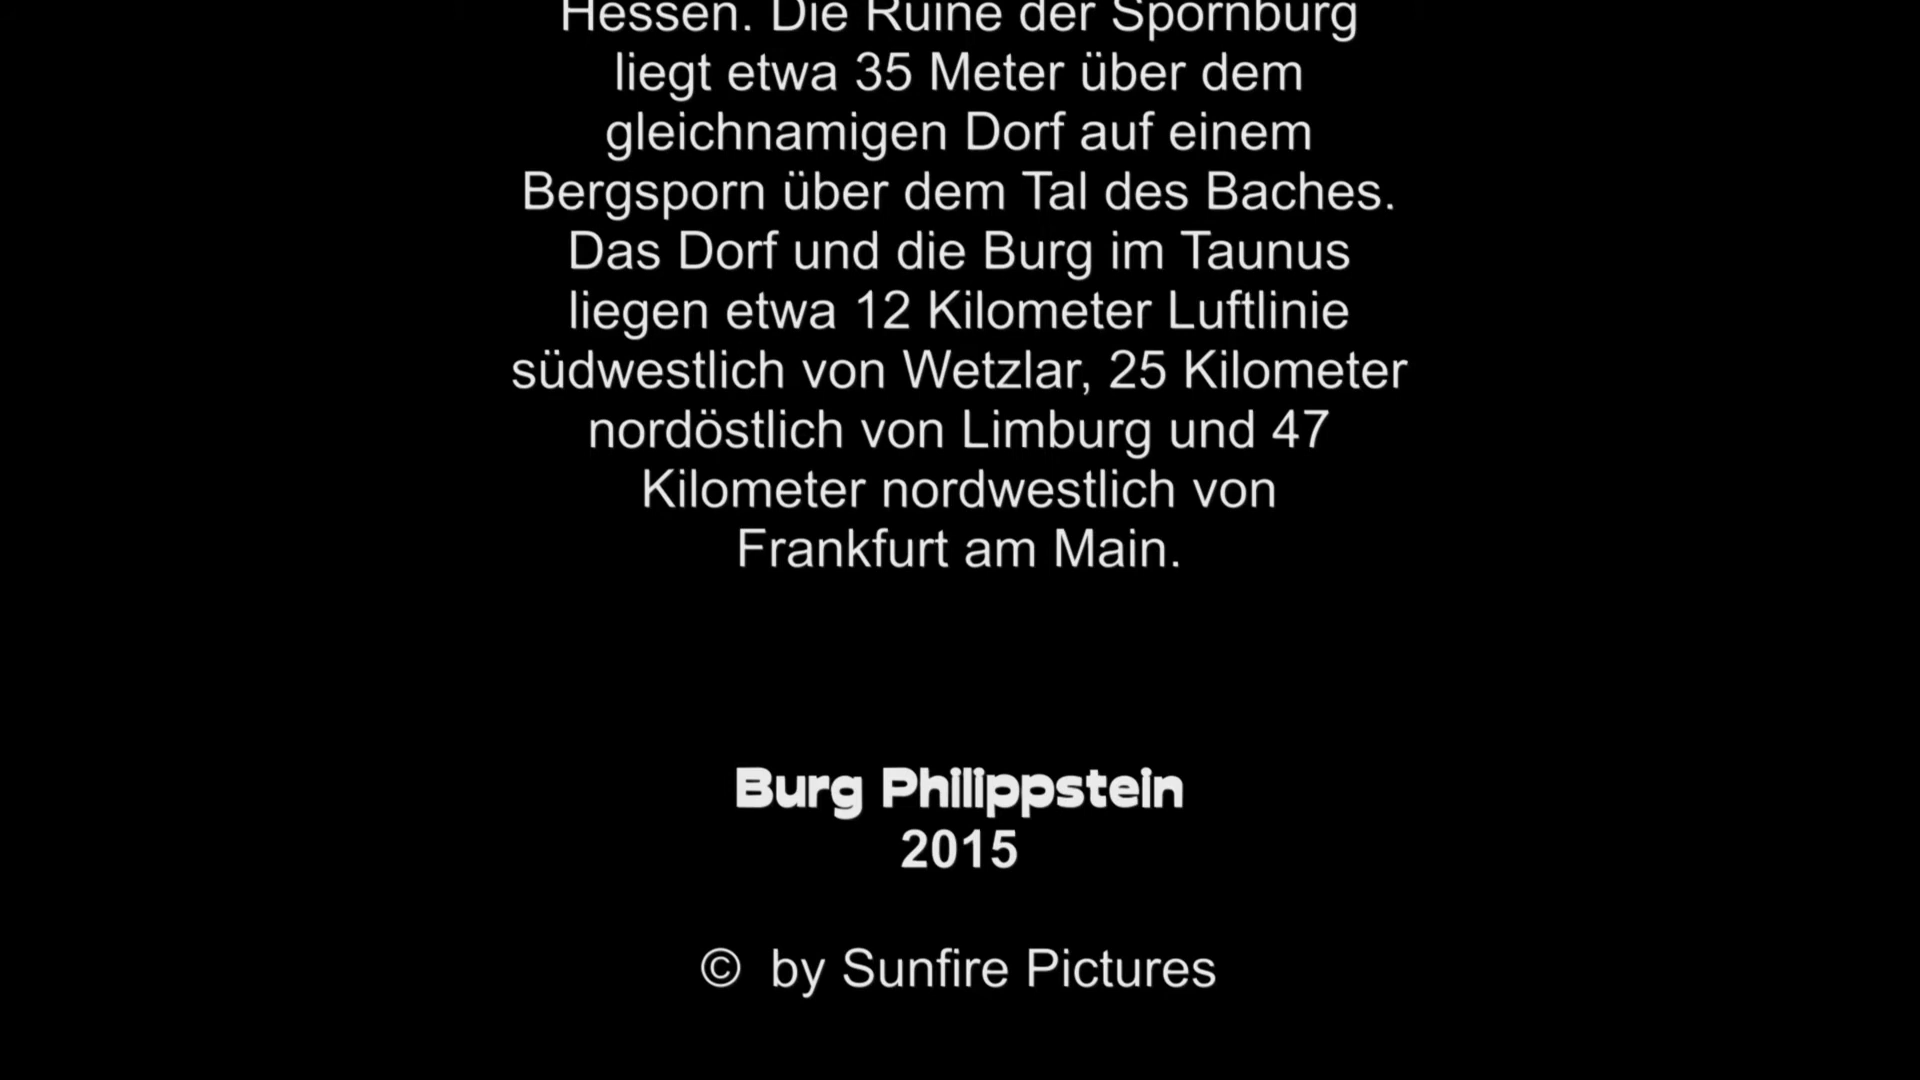 Hessen. Die Ruine der Spornburg
liegt etwa 35 Meter über dem
gleichnamigen Dorf auf einem
Bergsporn über dem Tal des Baches.
Das Dorf und die Burg im Taunus
liegen etwa 12 Kilometer Luftlinie
südwestlich von Wetzlar, 25 Kilometer
nordöstlich von Limburg und 47
Kilometer nordwestlich von
Frankfurt am Main.
Burg Philippstein
2015
© by Sunfire Pictures